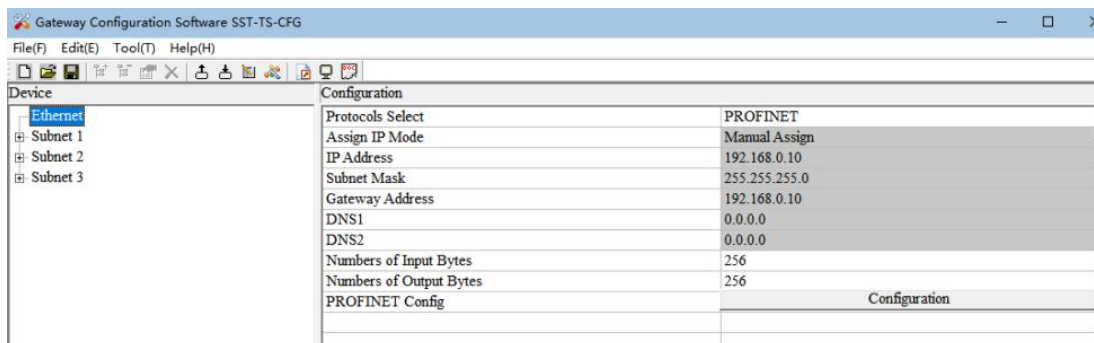 Gateway Configuration Software SST-TS-CFG
File(F) Edit(E) Tool(T) Help(H)
Device
Configuration
Ethernet
Subnet 1
Subnet 2
Subnet 3
Protocols Select PROFINET
Assign IP Mode Manual Assign
IP Address 192.168.0.10
Subnet Mask 255.255.255.0
Gateway Address 192.168.0.10
DNS1 0.0.0.0
DNS2 0.0.0.0
Numbers of Input Bytes 256
Numbers of Output Bytes 256
PROFINET Config Configuration